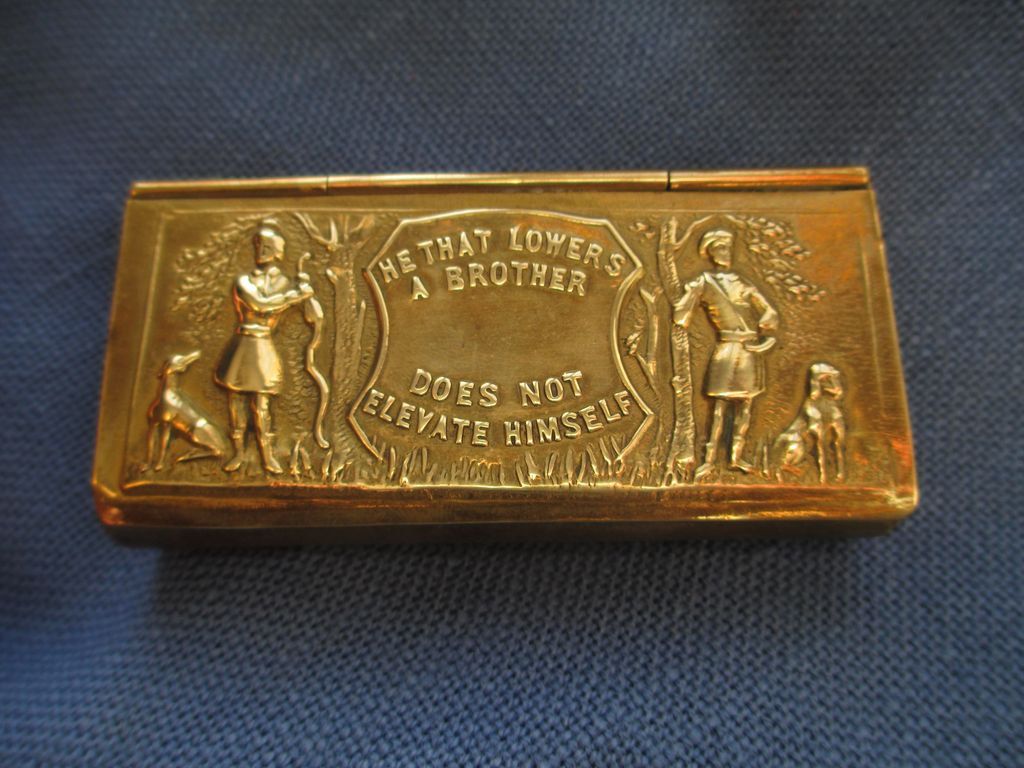 HE THAT LOWERS
A BROTHER
DOES NOT
ELEVATE HIMSELF